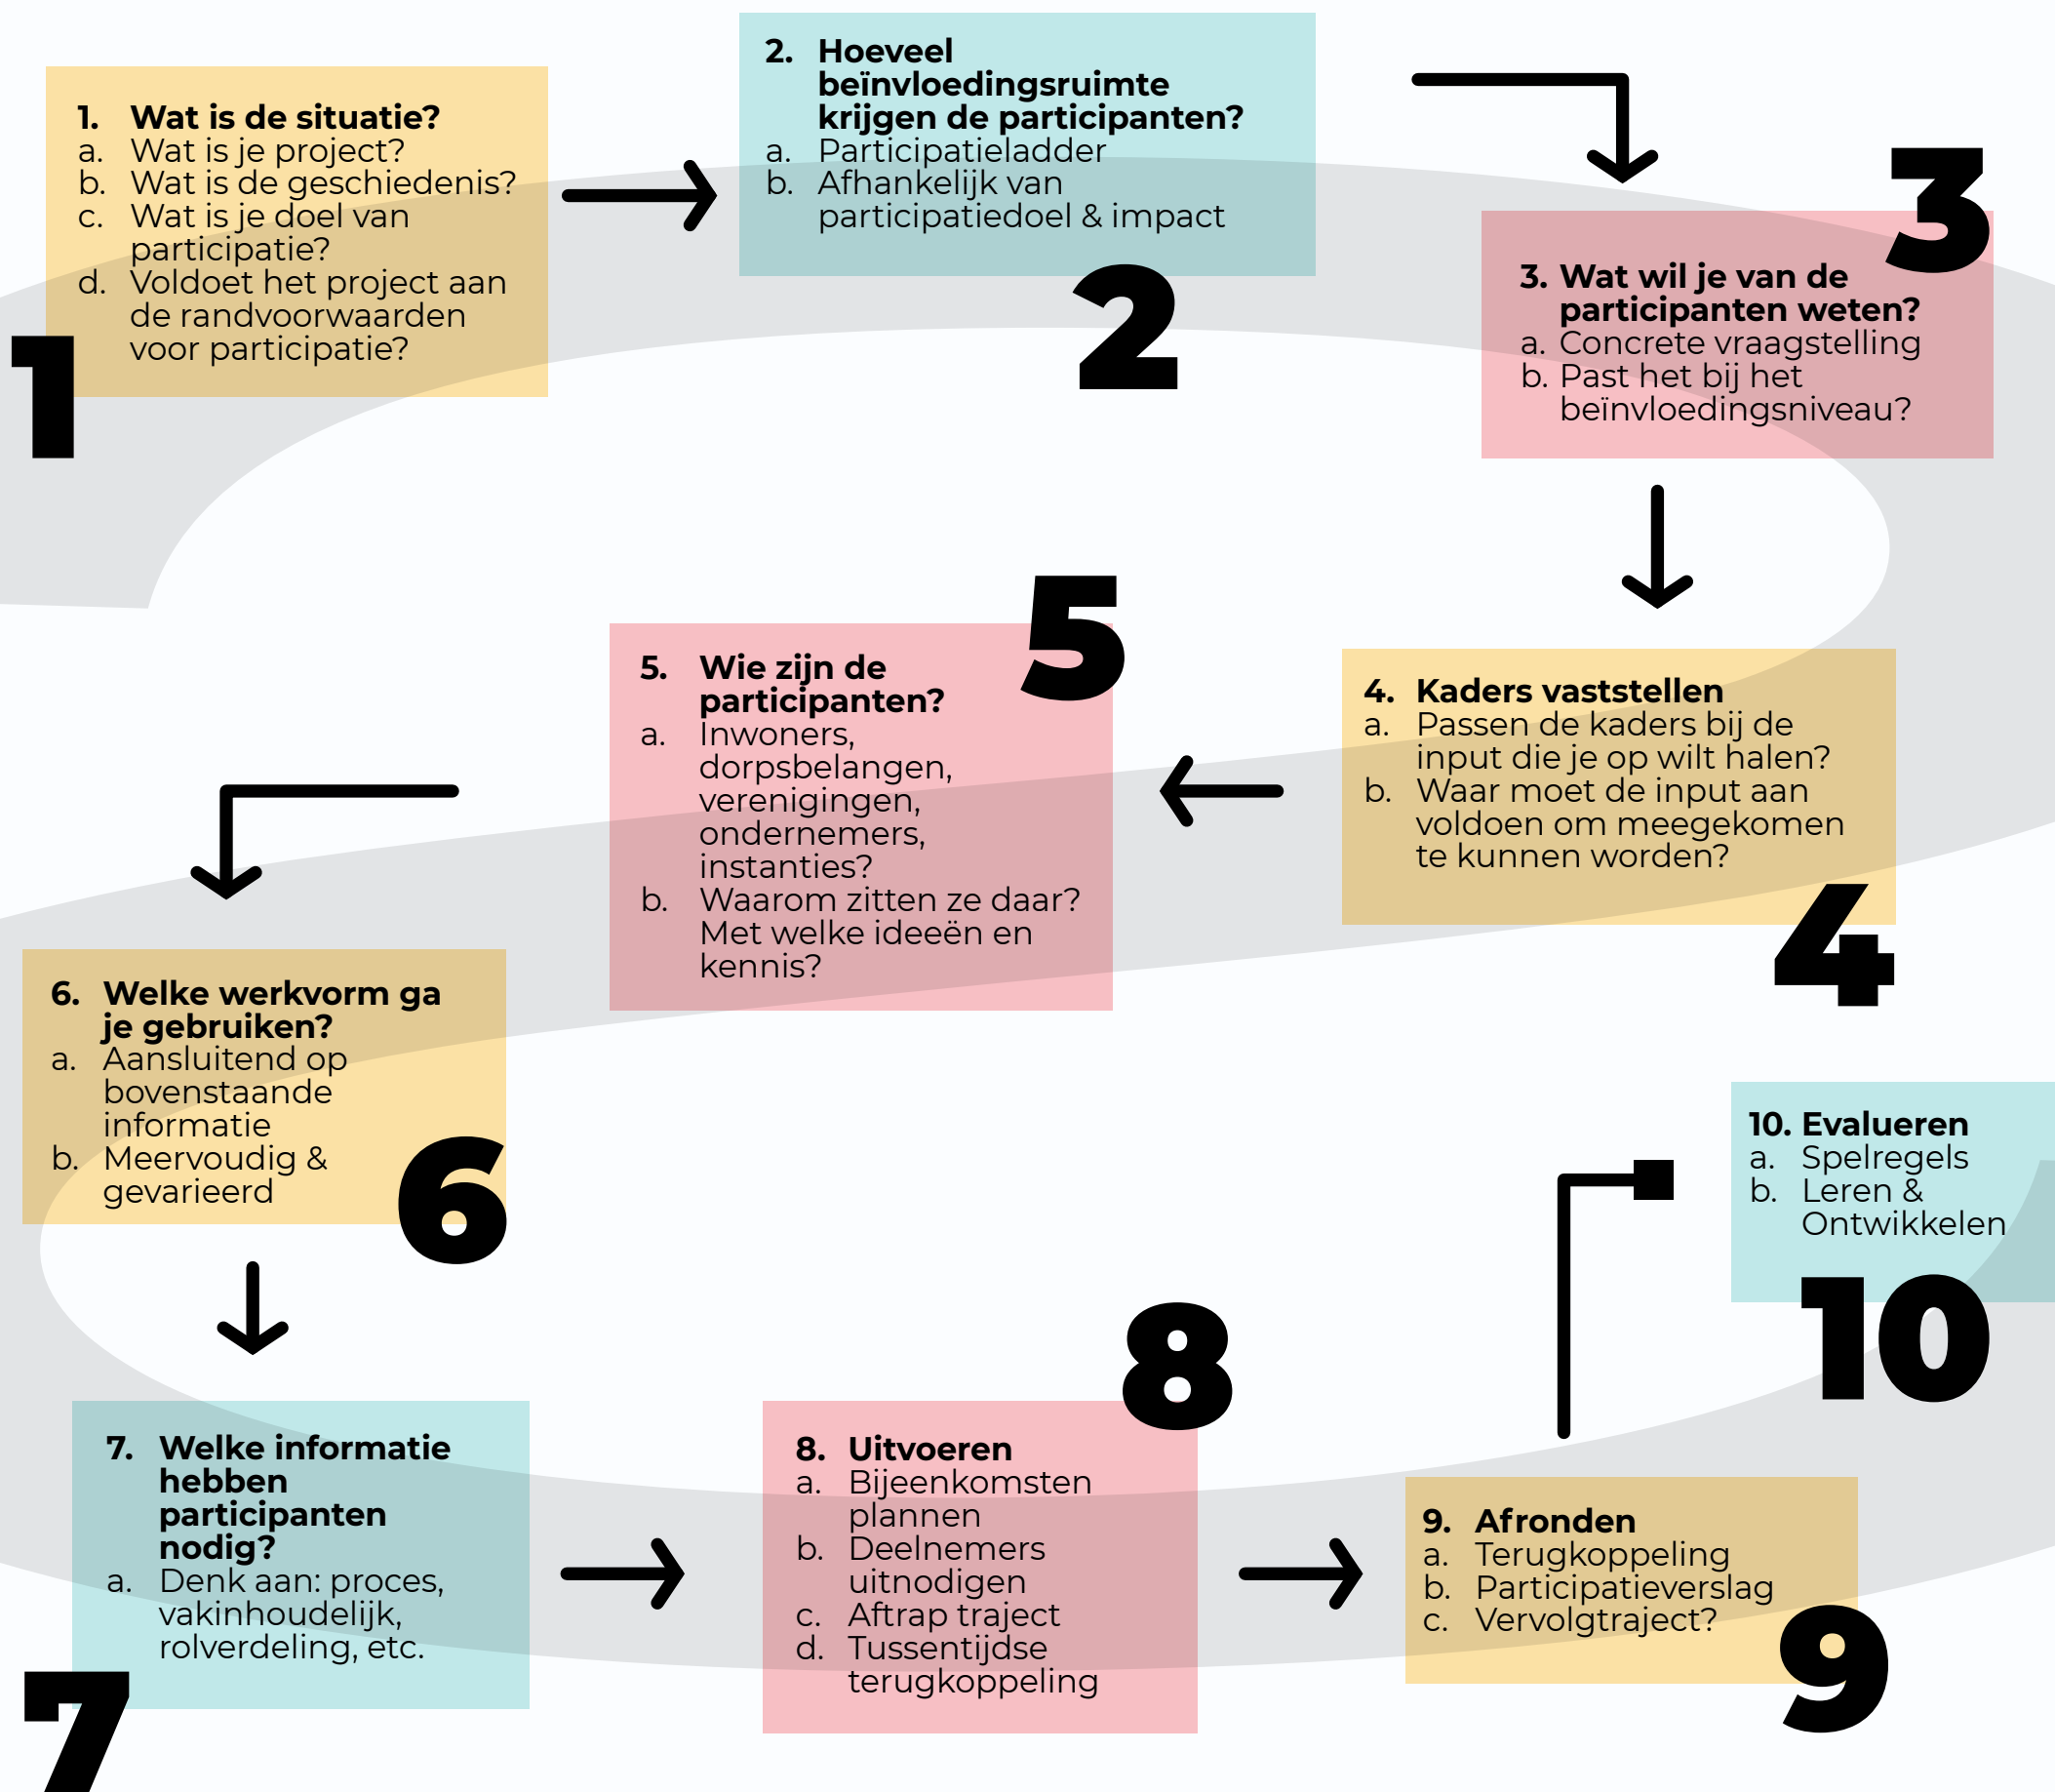 1. Wat is de situatie?
a. Wat is je project?
b. Wat is de geschiedenis?
c. Wat is je doel van
participatie?
d. Voldoet het project aan
de randvoorwaarden
voor participatie?
1
2. Hoeveel
beïnvloedingsruimte
krijgen de participanten?
a. Participatieladder
b. Afhankelijk van
participatiedoel & impact
2
3
3. Wat wil je van de
participanten weten?
a. Concrete vraagstelling
b. Past het bij het
beïnvloedingsniveau?
4. Kaders vaststellen
a. Passen de kaders bij de
input die je op wilt halen?
b. Waar moet de input aan
voldoen om meegekomen
te kunnen worden?
4
5
5. Wie zijn de
participanten?
a. Inwoners,
dorpsbelangen,
verenigingen,
ondernemers,
instanties?
b. Waarom zitten ze daar?
Met welke ideeën en
kennis?
6. Welke werkvorm ga
je gebruiken?
a. Aansluitend op
bovenstaande
informatie
b. Meervoudig &
gevarieerd
6
7. Welke informatie
hebben
participanten
nodig?
a. Denk aan: proces,
vakinhoudelijk,
rolverdeling, etc.
7
8
8. Uitvoeren
a. Bijeenkomsten
plannen
b. Deelnemers
uitnodigen
c. Aftrap traject
d. Tussentijdse
terugkoppeling
9. Afronden
a. Terugkoppeling
b. Participatieverslag
c. Vervolgtraject?
9
10. Evalueren
a. Spelregels
b. Leren &
Ontwikkelen
10